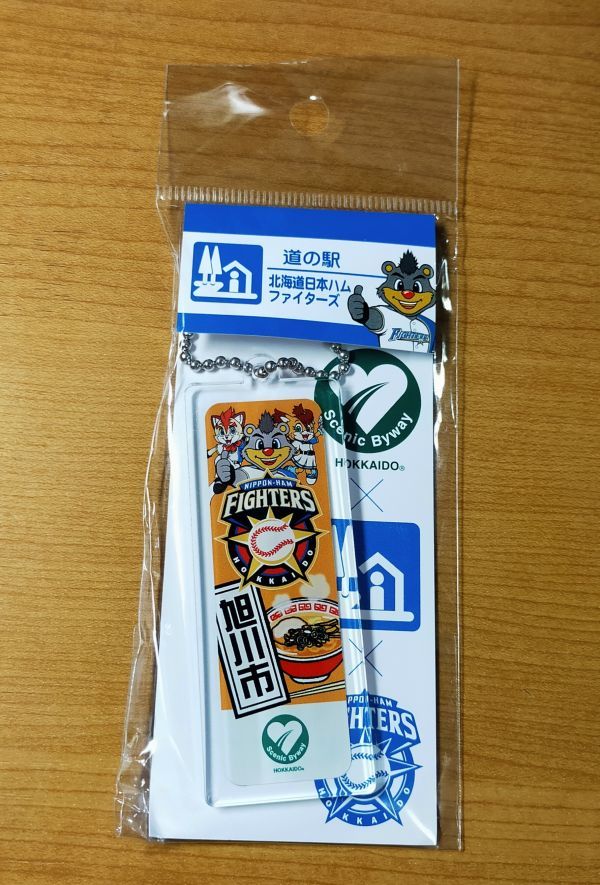 道の駅
北海道日本ハム
ファイターズ
FIGHTERS
Scenic Byway
HOKKAIDO®
×
NIPPON-HAM
FIGHTERS
HOKKAIDO
旭川市
Scenic Byway
HOKKAIDO®
×
NIPPON-HAM
FIGHTERS
HOKKAIDO